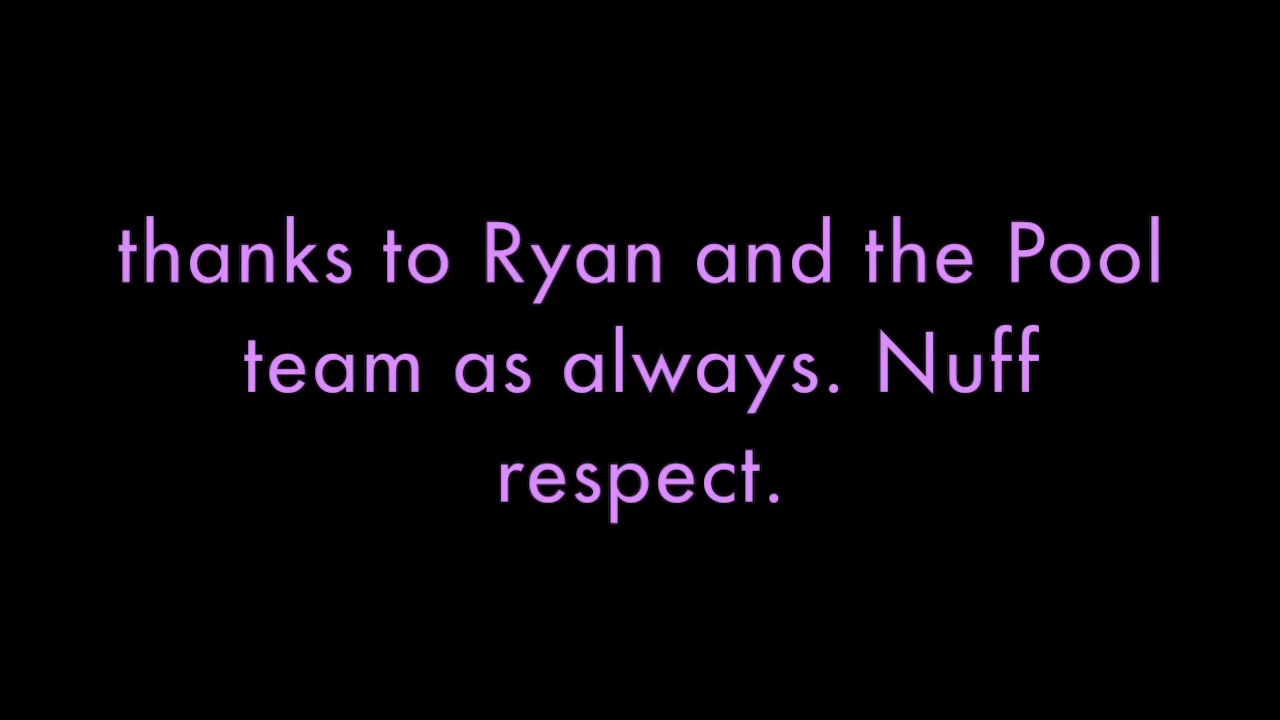 thanks to Ryan and the Pool
team as always. Nuff
respect.